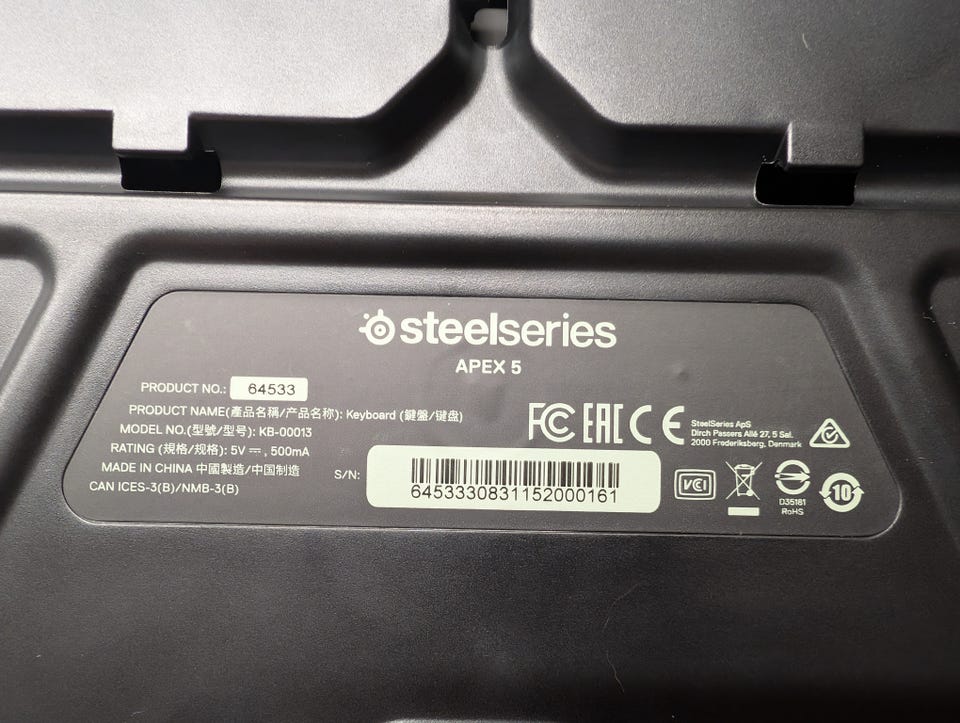 steelseries
APEX 5
PRODUCT NO.: 64533
PRODUCT NAME(產品名稱/产品名称): Keyboard (鍵盤/键盘)
MODEL NO.(型號/型号): KB-00013
RATING (規格/规格): 5V ⎓, 500mA
MADE IN CHINA 中國製造/中国制造
CAN ICES-3(B)/NMB-3(B)
S/N:
6453330831152000161
FC EAC CE
SteelSeries ApS
Dirch Passers Allé 27, 5 Sal.
2000 Frederiksberg, Denmark
VCI
D35181
RoHS
10